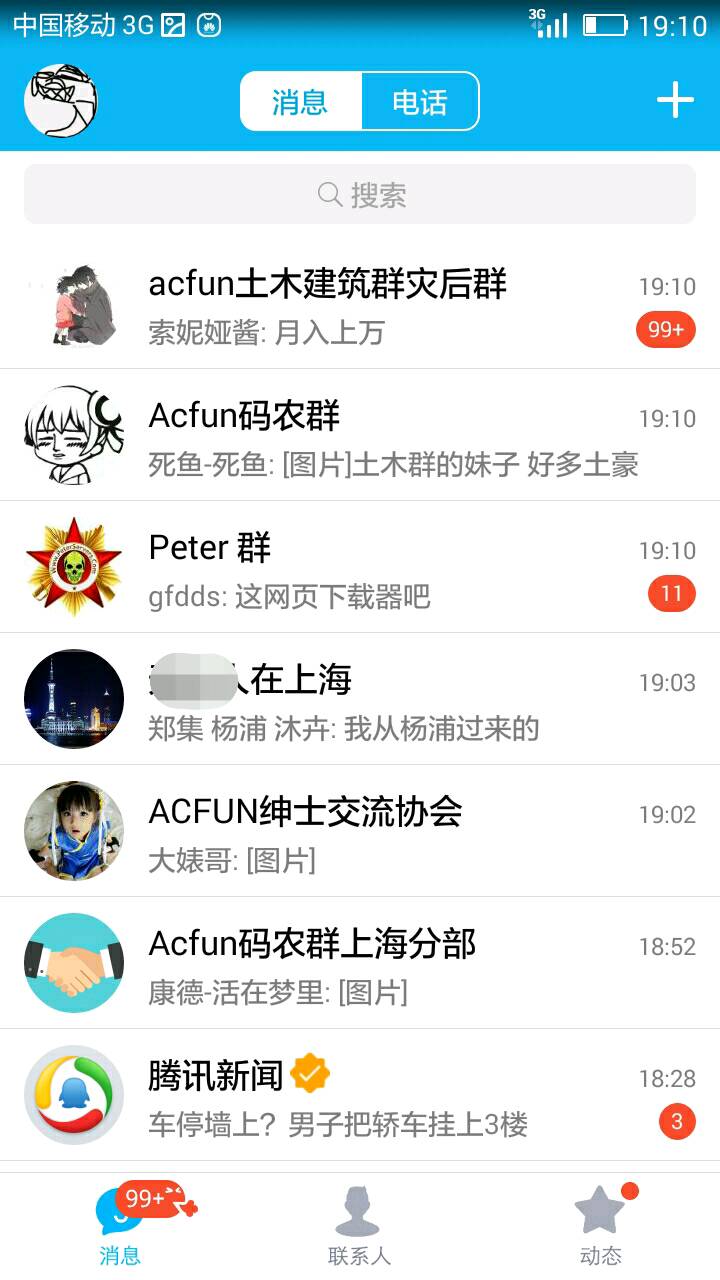 中国移动 3G
3G
19:10
消息
电话
搜索
acfun土木建筑群灾后群
19:10
索妮娅酱: 月入上万
99+
Acfun码农群
19:10
死鱼-死鱼: [图片]土木群的妹子 好多土豪
Peter 群
19:10
gfdds: 这网页下载器吧
11
人在上海
19:03
郑集 杨浦 沐卉: 我从杨浦过来的
ACFUN绅士交流协会
19:02
大婊哥: [图片]
Acfun码农群上海分部
18:52
康德-活在梦里: [图片]
腾讯新闻
18:28
车停墙上？男子把轿车挂上3楼
3
99+
消息
联系人
动态